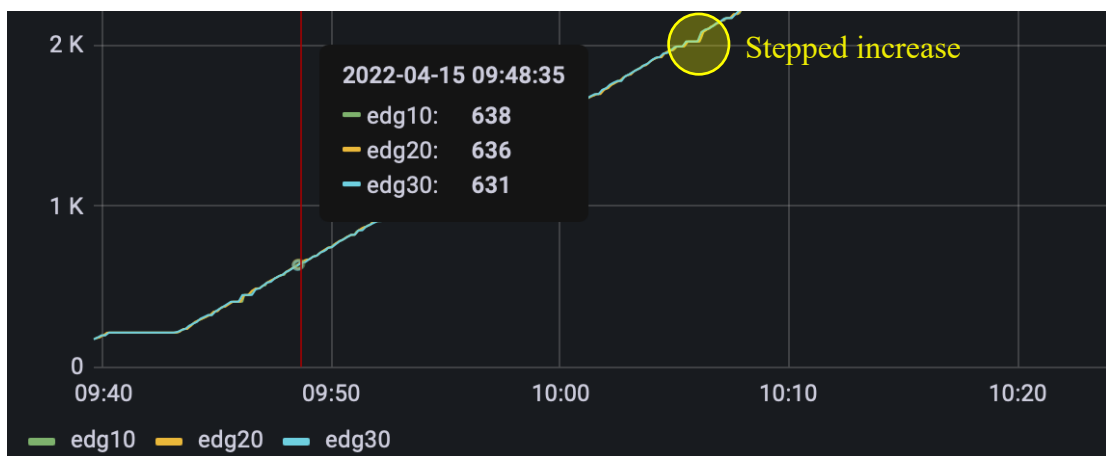 2 K
Stepped increase
2022-04-15 09:48:35
edg10: 638
edg20: 636
edg30: 631
1 K
0
09:40 09:50 10:00 10:10 10:20
edg10 edg20 edg30